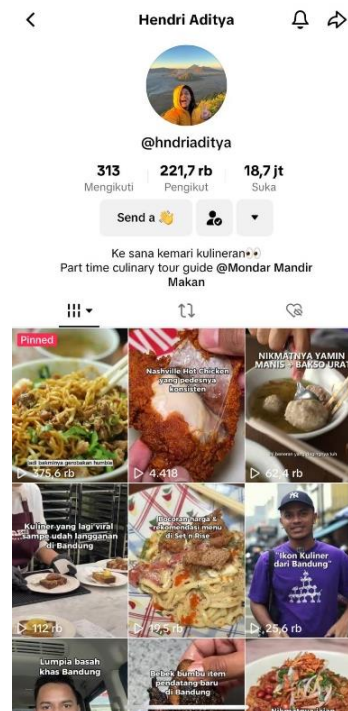 Hendri Aditya
@hndriaditya
313
221,7 rb
18,7 jt
Mengikuti
Pengikut
Suka
Send a 👋
Ke sana kemari kulineran👀
Part time culinary tour guide @Mondar Mandir
Makan
Pinned
Jadi bakminya gerobakan humble
375,6 rb
Nashville Hot Chicken
yang pedesnya
konsisten
4.418
NIKMATNYA YAMIN
MANIS + BAKSO URAT
62,4 rb
Kuliner yang lagi viral
sampe udah langganan
di Bandung
112 rb
Bocoran harga &
rekomendasi menu
di Set n Rise
19,5 rb
"Ikon Kuliner
dari Bandung"
25,6 rb
Lumpia basah
khas Bandung
Bebek bumbu item
pendatang baru
di Bandung